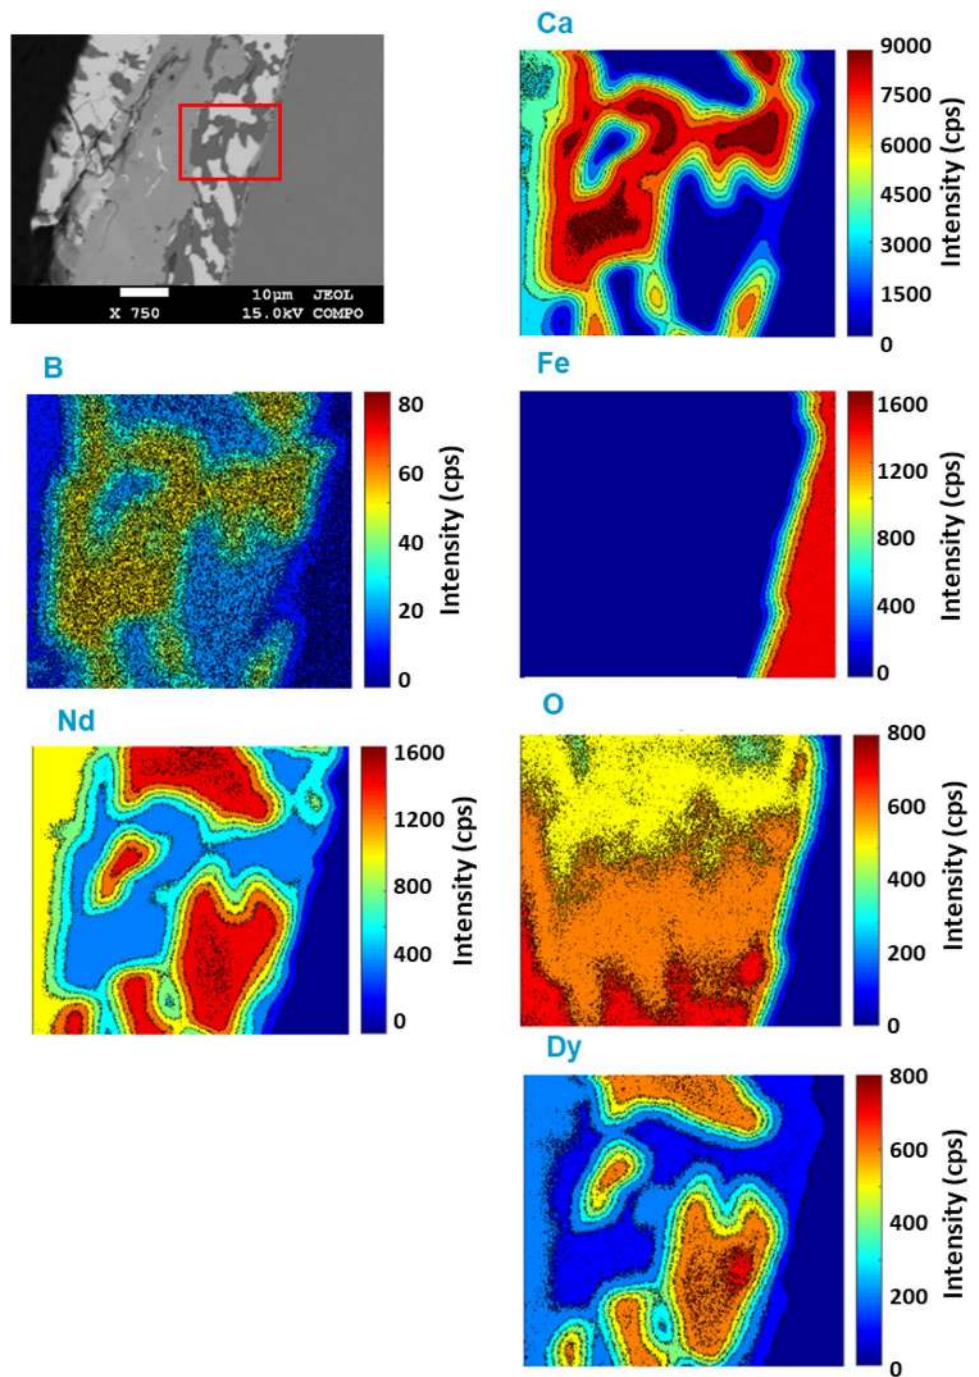 Ca
9000
7500
6000
4500
3000
1500
0
Intensity (cps)
10μm JEOL
X 750 15.0kV COMPO
B
80
60
40
20
0
Intensity (cps)
Fe
1600
1200
800
400
0
Intensity (cps)
Nd
1600
1200
800
400
0
Intensity (cps)
O
800
600
400
200
0
Intensity (cps)
Dy
800
600
400
200
0
Intensity (cps)